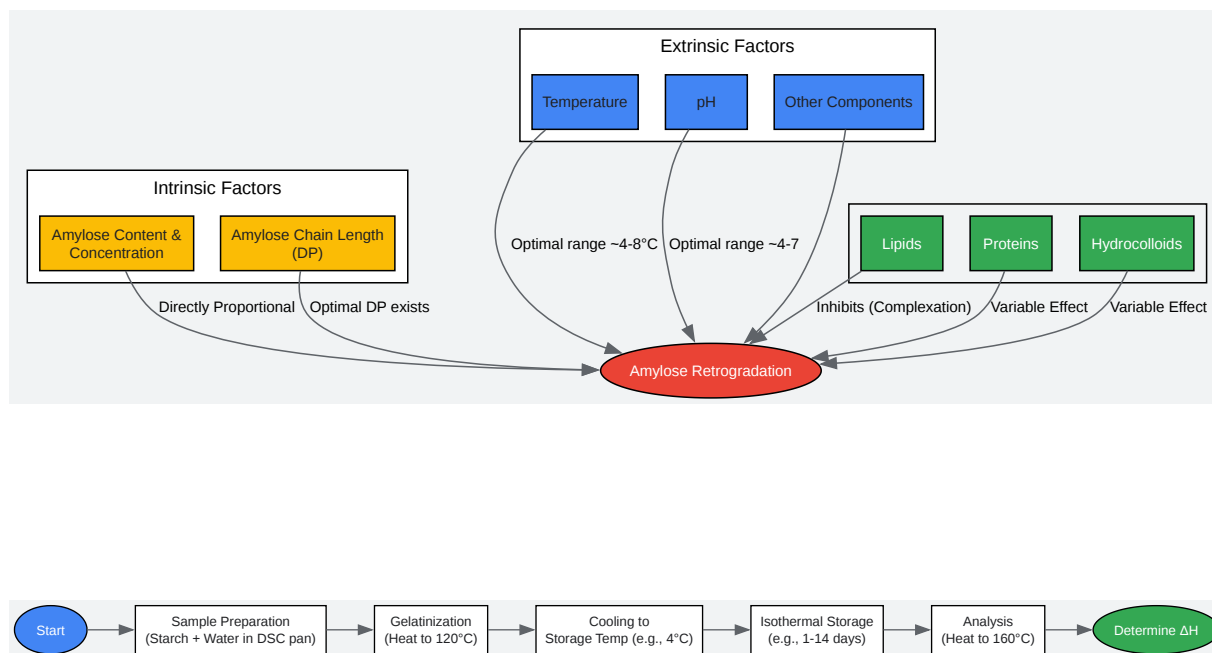 Extrinsic Factors
Temperature
pH
Other Components
Intrinsic Factors
Amylose Content &
Concentration
Amylose Chain Length
(DP)
Lipids
Proteins
Hydrocolloids
Optimal range ~4-8°C
Optimal range ~4-7
Directly Proportional
Optimal DP exists
Inhibits (Complexation)
Variable Effect
Variable Effect
Amylose Retrogradation
Start
Sample Preparation
(Starch + Water in DSC pan)
Gelatinization
(Heat to 120°C)
Cooling to
Storage Temp (e.g., 4°C)
Isothermal Storage
(e.g., 1-14 days)
Analysis
(Heat to 160°C)
Determine ΔH